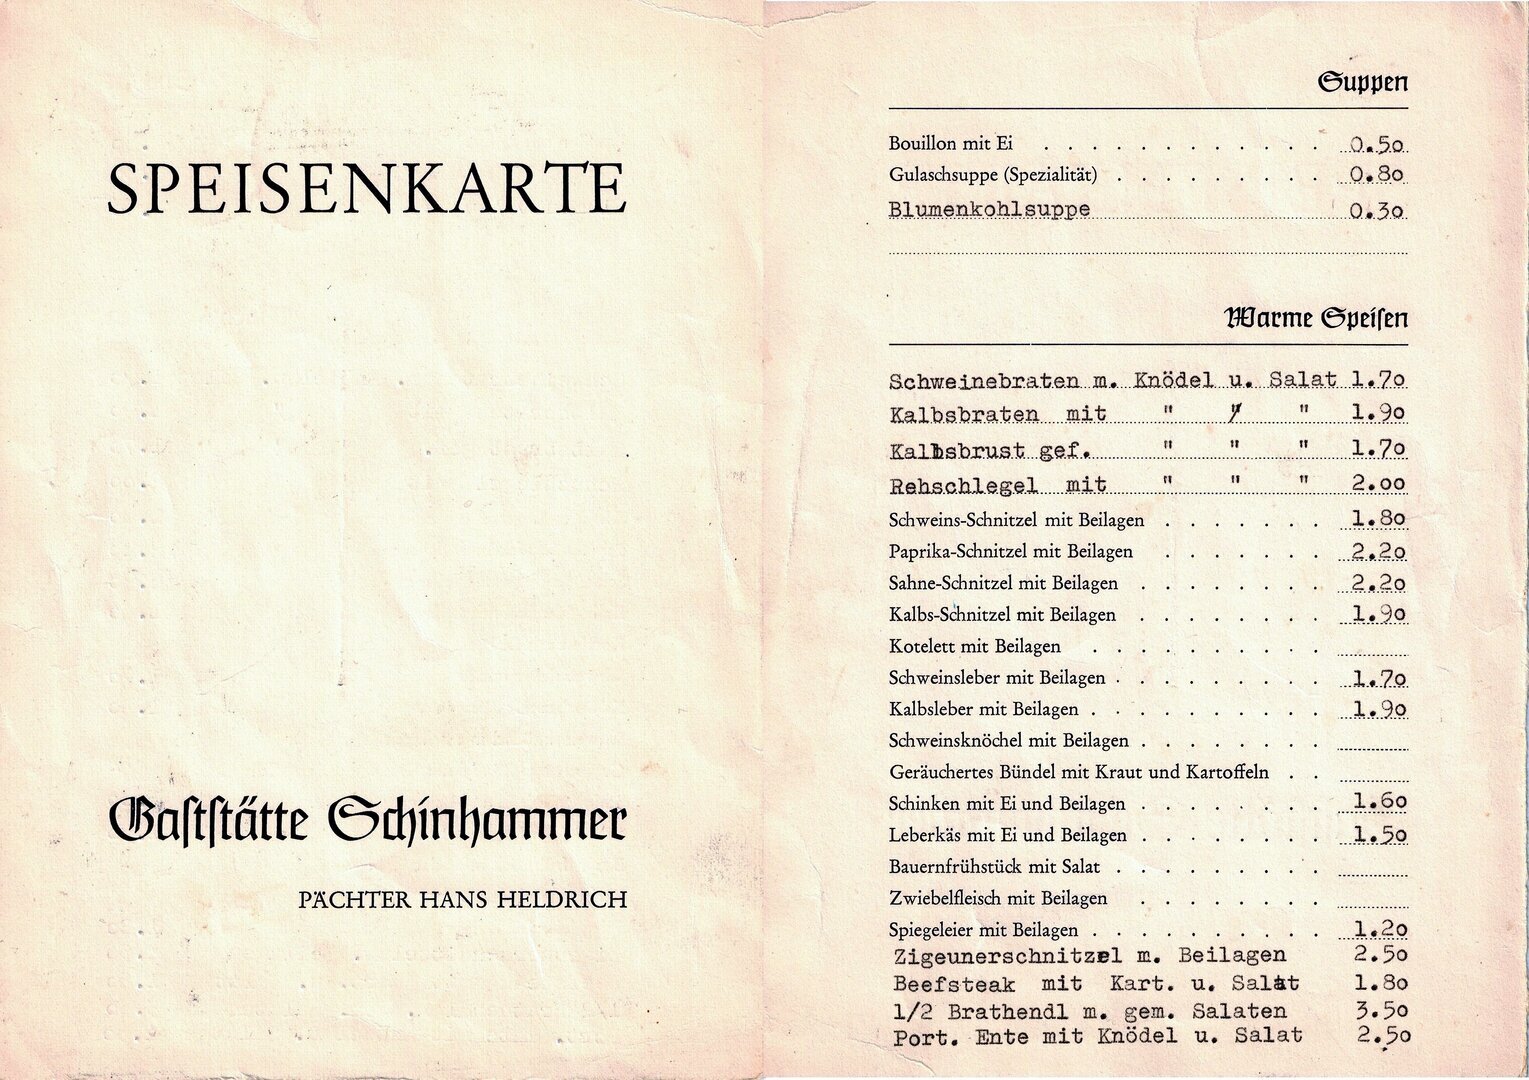 SPEISENKARTE
Gaststätte Schinhammer
PÄCHTER HANS HELDRICH
Suppen
Bouillon mit Ei . . . . . . . . . . . . 0.50
Gulaschsuppe (Spezialität) . . . . . . . . . 0.80
Blumenkohlsuppe 0.30
Warme Speisen
Schweinebraten m. Knödel u. Salat 1.70
Kalbsbraten mit " " " 1.90
Kalbsbrust gef. " " " 1.70
Rehschlegel mit " " " 2.00
Schweins-Schnitzel mit Beilagen . . . . . . . 1.80
Paprika-Schnitzel mit Beilagen . . . . . . . 2.20
Sahne-Schnitzel mit Beilagen . . . . . . . . 2.20
Kalbs-Schnitzel mit Beilagen . . . . . . . . 1.90
Kotelett mit Beilagen . . . . . . . . . .
Schweinsleber mit Beilagen . . . . . . . . . 1.70
Kalbsleber mit Beilagen . . . . . . . . . . 1.90
Schweinsknöchel mit Beilagen . . . . . . . .
Geräuchertes Bündel mit Kraut und Kartoffeln . .
Schinken mit Ei und Beilagen . . . . . . . . 1.60
Leberkäs mit Ei und Beilagen . . . . . . . . 1.50
Bauernfrühstück mit Salat . . . . . . . . .
Zwiebelfleisch mit Beilagen . . . . . . . .
Spiegeleier mit Beilagen . . . . . . . . . . 1.20
Zigeunerschnitzel m. Beilagen 2.50
Beefsteak mit Kart. u. Salat 1.80
1/2 Brathendl m. gem. Salaten 3.50
Port. Ente mit Knödel u. Salat 2.50